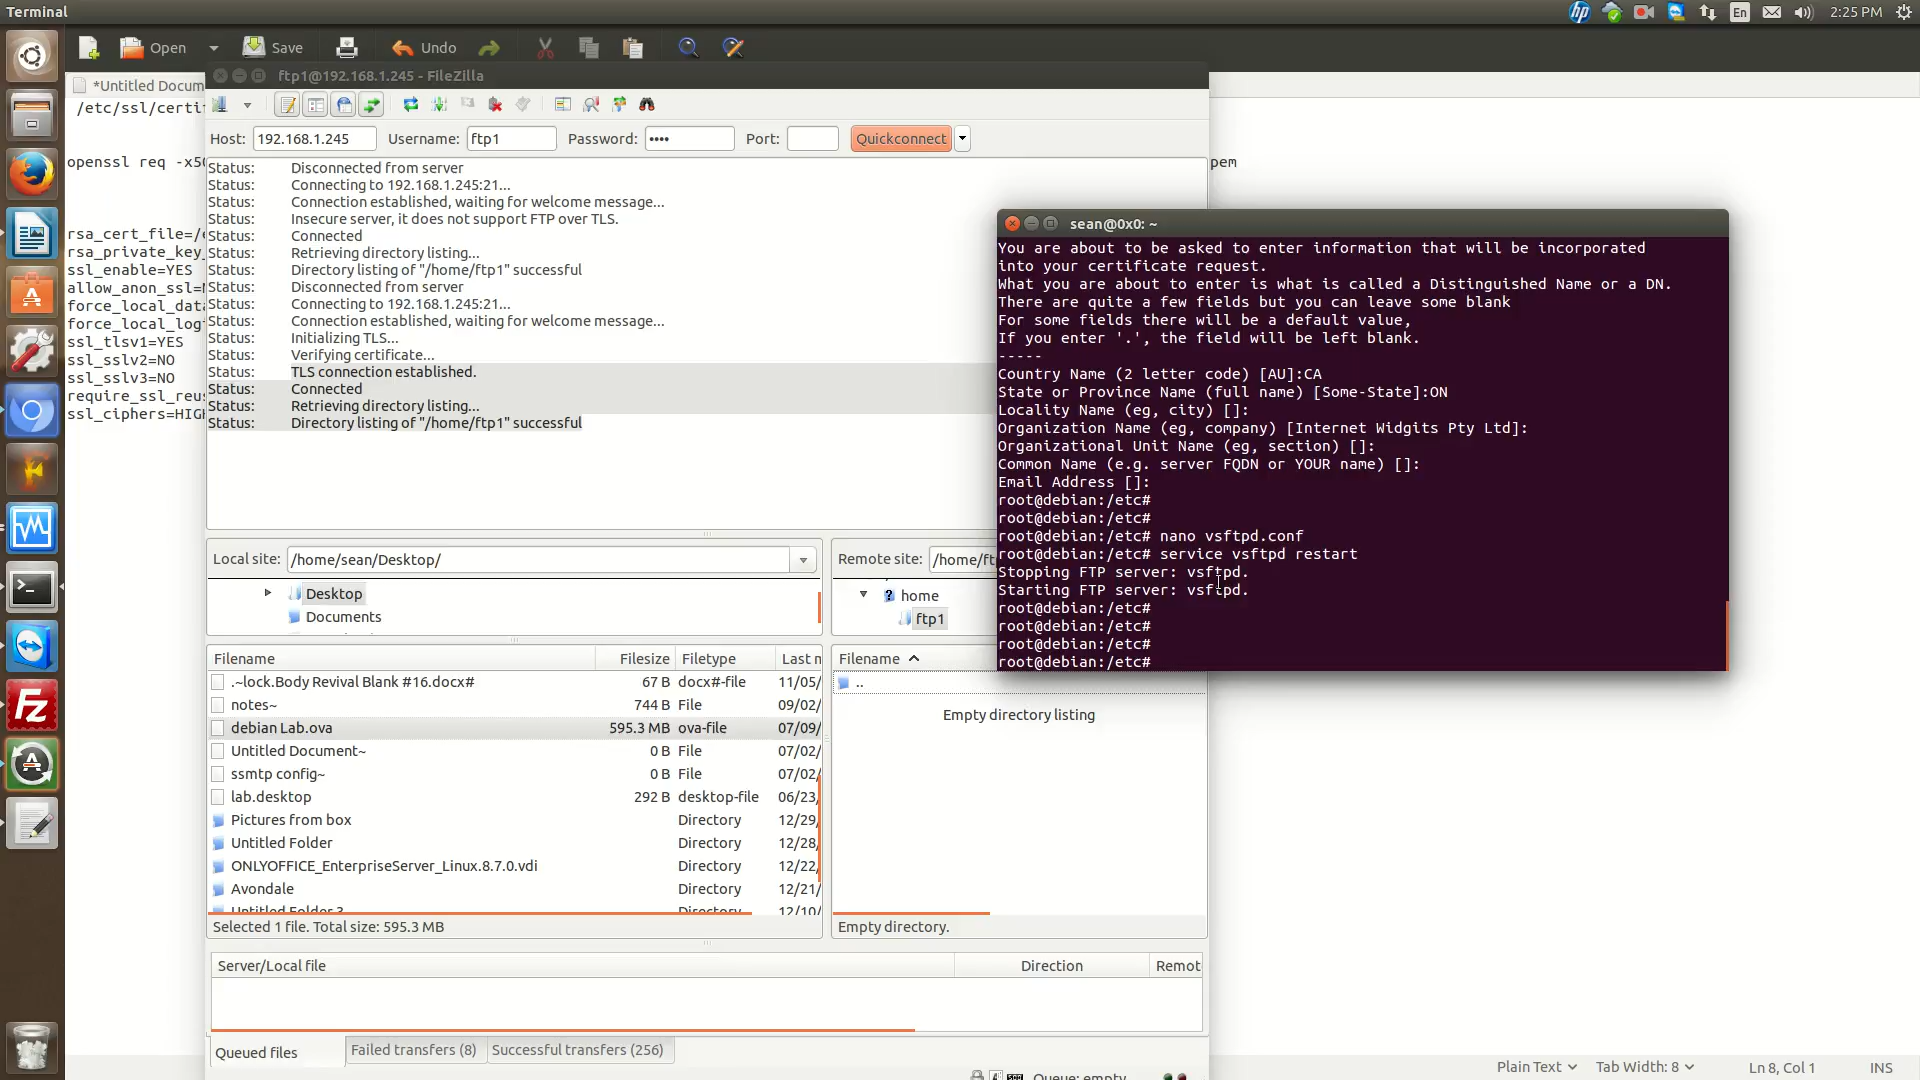 Terminal
En
2:25 PM
Open
Save
Undo
*Untitled Docum
/etc/ssl/certif
openssl req -x50
pem
rsa_cert_file=/e
rsa_private_key_
ssl_enable=YES
allow_anon_ssl=N
force_local_data
force_local_log
ssl_tlsv1=YES
ssl_sslv2=NO
ssl_sslv3=NO
require_ssl_reus
ssl_ciphers=HIGH
ftp1@192.168.1.245 - FileZilla
Host: 192.168.1.245 Username: ftp1 Password: •••• Port: Quickconnect
Status: Disconnected from server
Status: Connecting to 192.168.1.245:21...
Status: Connection established, waiting for welcome message...
Status: Insecure server, it does not support FTP over TLS.
Status: Connected
Status: Retrieving directory listing...
Status: Directory listing of "/home/ftp1" successful
Status: Disconnected from server
Status: Connecting to 192.168.1.245:21...
Status: Connection established, waiting for welcome message...
Status: Initializing TLS...
Status: Verifying certificate...
Status: TLS connection established.
Status: Connected
Status: Retrieving directory listing...
Status: Directory listing of "/home/ftp1" successful
sean@0x0: ~
You are about to be asked to enter information that will be incorporated
into your certificate request.
What you are about to enter is what is called a Distinguished Name or a DN.
There are quite a few fields but you can leave some blank
For some fields there will be a default value,
If you enter '.', the field will be left blank.
-----
Country Name (2 letter code) [AU]:CA
State or Province Name (full name) [Some-State]:ON
Locality Name (eg, city) []:
Organization Name (eg, company) [Internet Widgits Pty Ltd]:
Organizational Unit Name (eg, section) []:
Common Name (e.g. server FQDN or YOUR name) []:
Email Address []:
root@debian:/etc#
root@debian:/etc#
root@debian:/etc# nano vsftpd.conf
root@debian:/etc# service vsftpd restart
Stopping FTP server: vsftpd.
Starting FTP server: vsftpd.
root@debian:/etc#
root@debian:/etc#
root@debian:/etc#
root@debian:/etc#
Local site: /home/sean/Desktop/
Desktop
Documents
Remote site: /home/ft
home
ftp1
Filename Filesize Filetype Last m
.~lock.Body Revival Blank #16.docx# 67 B docx#-file 11/05/
notes~ 744 B File 09/02/
debian Lab.ova 595.3 MB ova-file 07/09/
Untitled Document~ 0 B File 07/02/
ssmtp config~ 0 B File 07/02/
lab.desktop 292 B desktop-file 06/23/
Pictures from box Directory 12/29/
Untitled Folder Directory 12/28/
ONLYOFFICE_EnterpriseServer_Linux.8.7.0.vdi Directory 12/22/
Avondale Directory 12/21/
Untitled Folder 3 Directory 12/10/
Selected 1 file. Total size: 595.3 MB
Filename
..
Empty directory listing
Empty directory.
Server/Local file Direction Remot
Queued files Failed transfers (8) Successful transfers (256)
Queue: empty
Plain Text Tab Width: 8 Ln 8, Col 1 INS